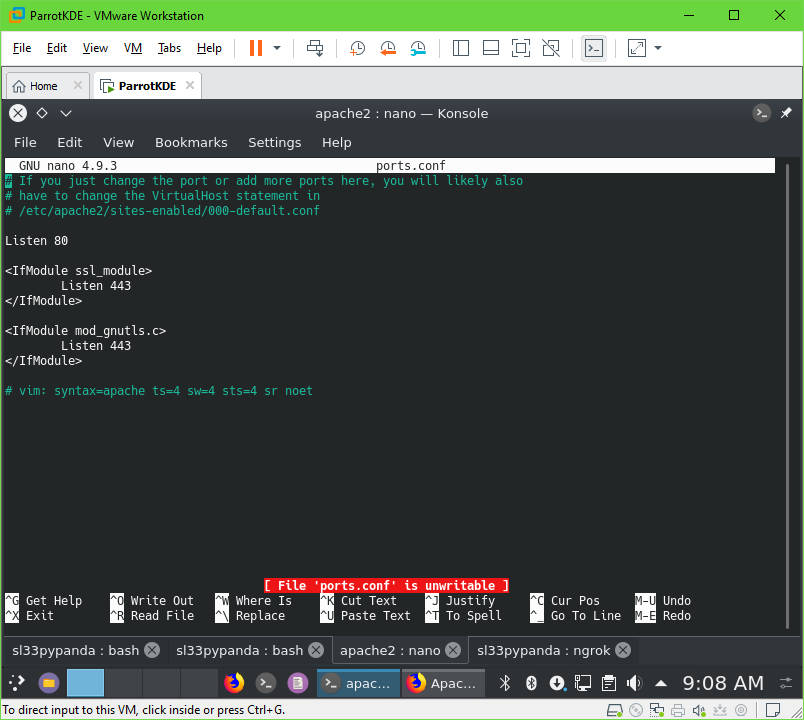 ParrotKDE - VMware Workstation
File Edit View VM Tabs Help
Home ParrotKDE
apache2 : nano — Konsole
File Edit View Bookmarks Settings Help
GNU nano 4.9.3 ports.conf
# If you just change the port or add more ports here, you will likely also
# have to change the VirtualHost statement in
# /etc/apache2/sites-enabled/000-default.conf
Listen 80
<IfModule ssl_module>
Listen 443
</IfModule>
<IfModule mod_gnutls.c>
Listen 443
</IfModule>
# vim: syntax=apache ts=4 sw=4 sts=4 sr noet
[ File 'ports.conf' is unwritable ]
^G Get Help ^O Write Out ^W Where Is ^K Cut Text ^J Justify ^C Cur Pos M-U Undo
^X Exit ^R Read File ^\ Replace ^U Paste Text ^T To Spell ^_ Go To Line M-E Redo
sl33pypanda : bash sl33pypanda : bash apache2 : nano sl33pypanda : ngrok
apac... Apac... 9:08 AM
To direct input to this VM, click inside or press Ctrl+G.